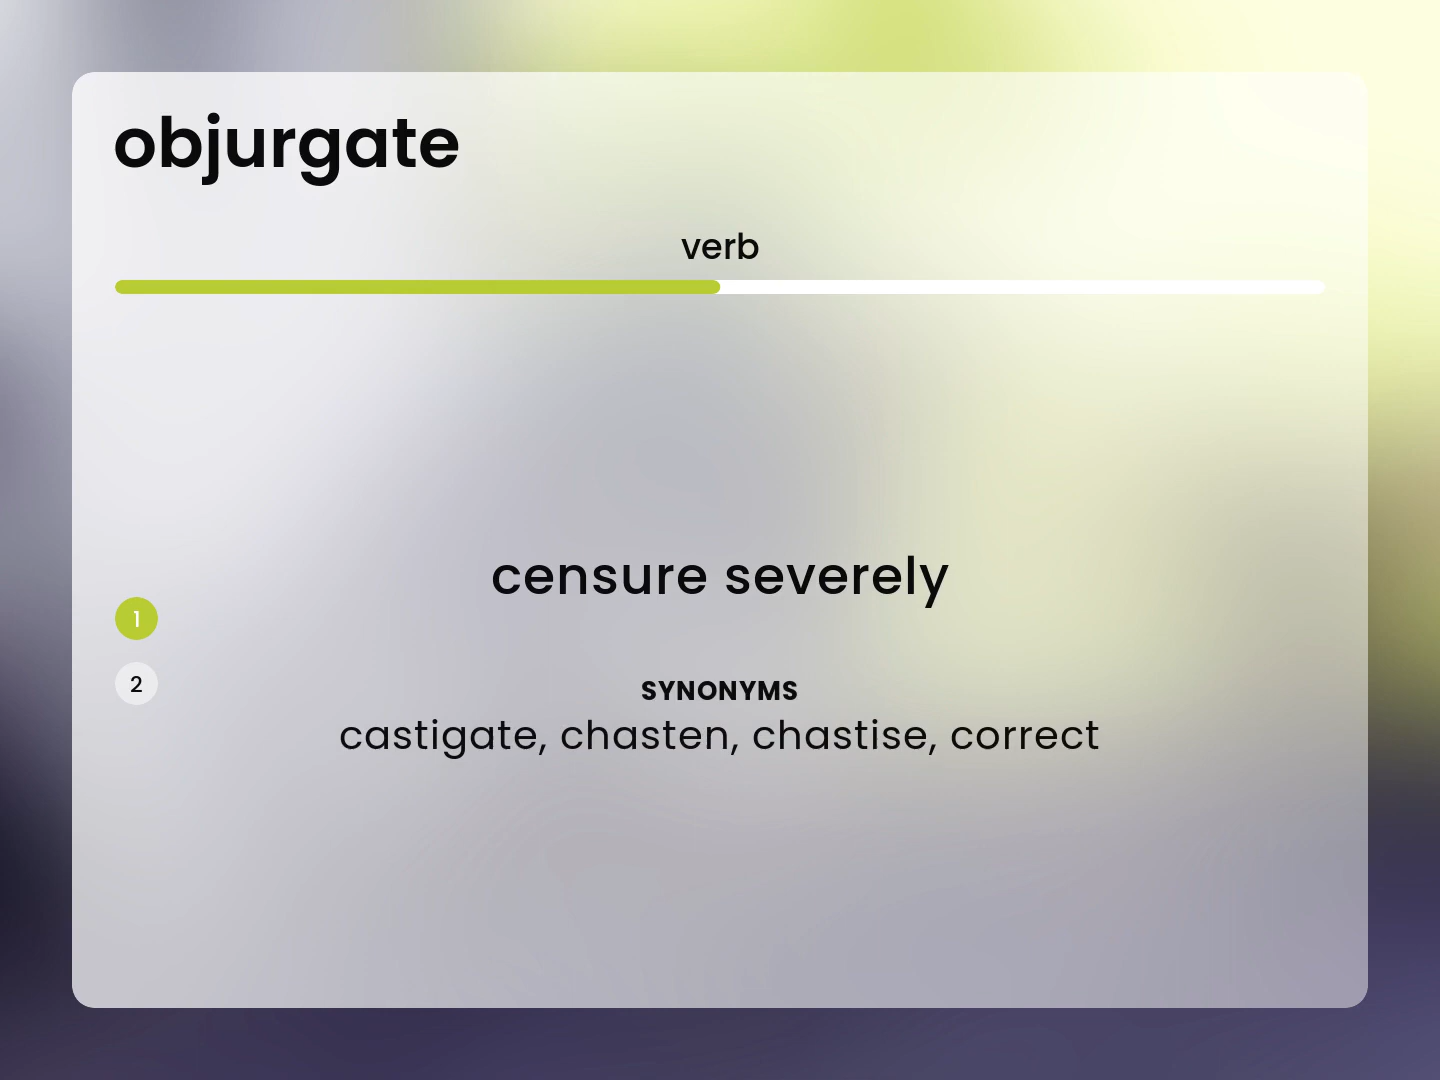 objurgate
verb
censure severely
1
2
SYNONYMS
castigate, chasten, chastise, correct